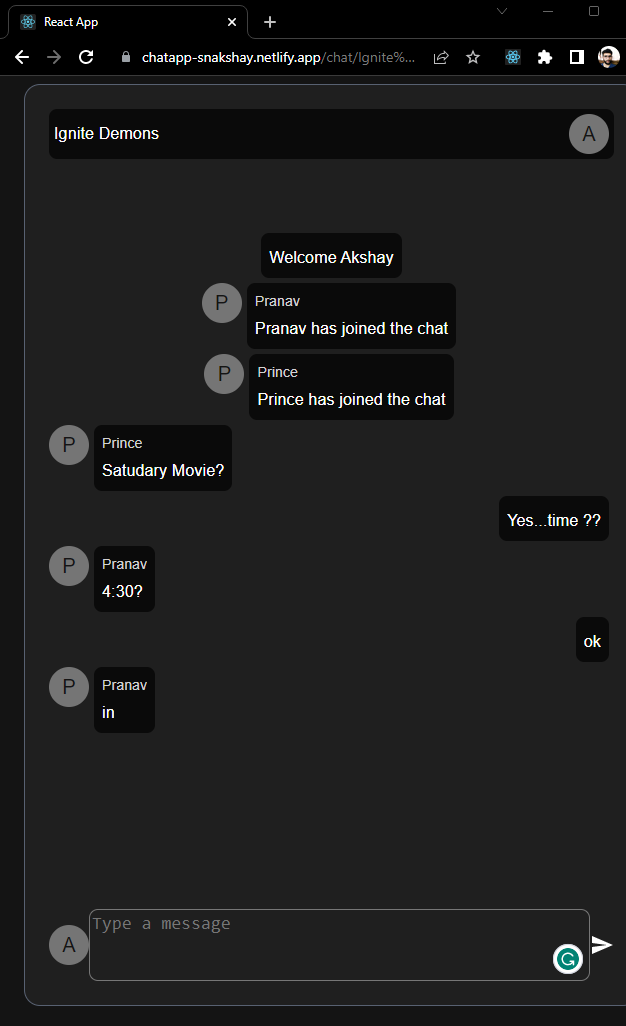 React App
chatapp-snakshay.netlify.app/chat/Ignite%...
Ignite Demons
A
Welcome Akshay
P
Pranav
Pranav has joined the chat
P
Prince
Prince has joined the chat
P
Prince
Satudary Movie?
Yes...time ??
P
Pranav
4:30?
ok
P
Pranav
in
A
Type a message